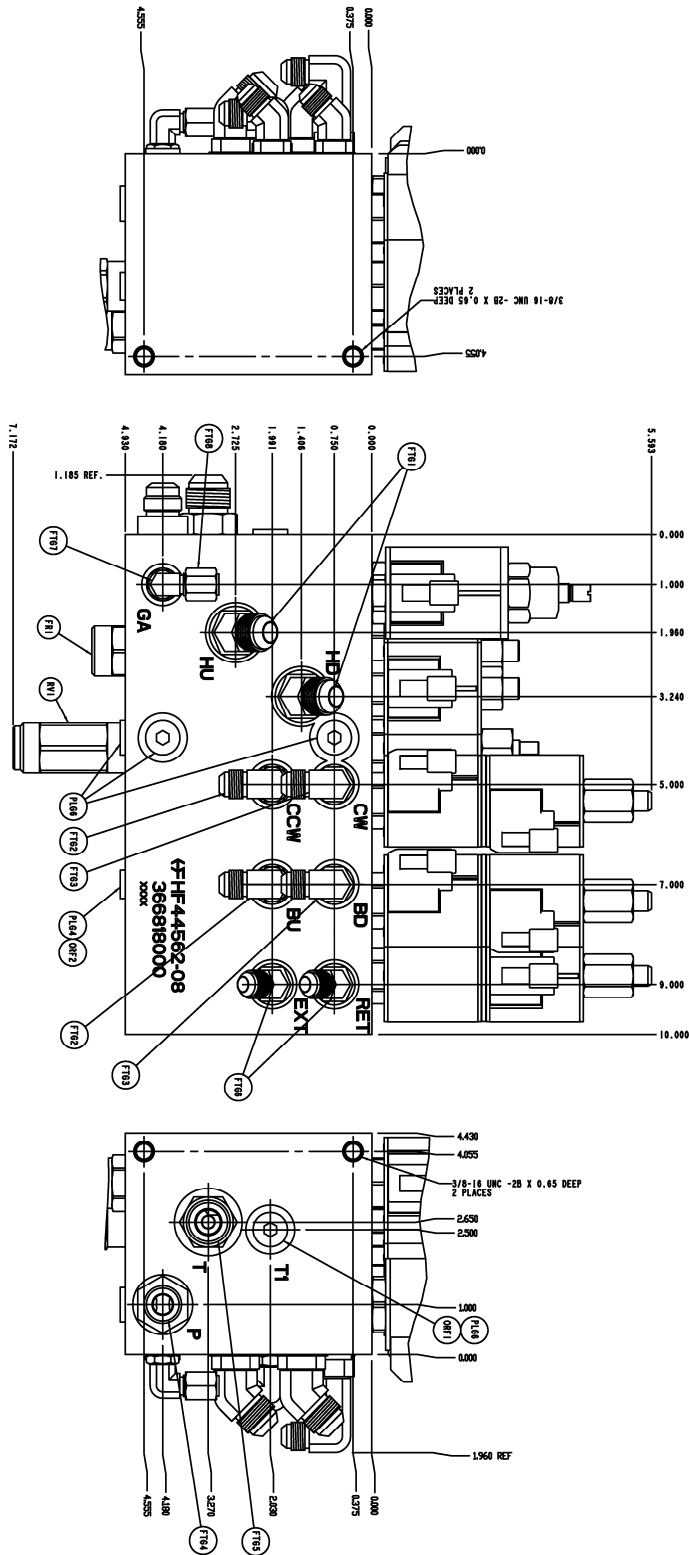 4.555
0.375
0.000
0.000
3/8-16 UNC -2B X 0.65 DEEP
2 PLACES
4.055
7.172
4.930
4.180
2.725
1.991
1.406
0.750
0.000
5.593
FTG8
FTG1
1.185 REF.
0.000
FTG7
1.000
GA
FR1
HU
1.960
HD
RV1
3.240
PLG6
CW
5.000
FTG2
CCW
FTG3
HF44562-08
366818000
XXXX
BD
7.000
PLG4
ORF2
BU
RET
9.000
EXT
10.000
FTG2
FTG3
FTG6
4.430
4.055
3/8-16 UNC -2B X 0.65 DEEP
2 PLACES
2.650
2.500
T
T1
1.000
P
ORF1
PLG6
0.000
1.960 REF
4.555
4.180
3.270
2.030
0.375
0.000
FTG4
FTG5